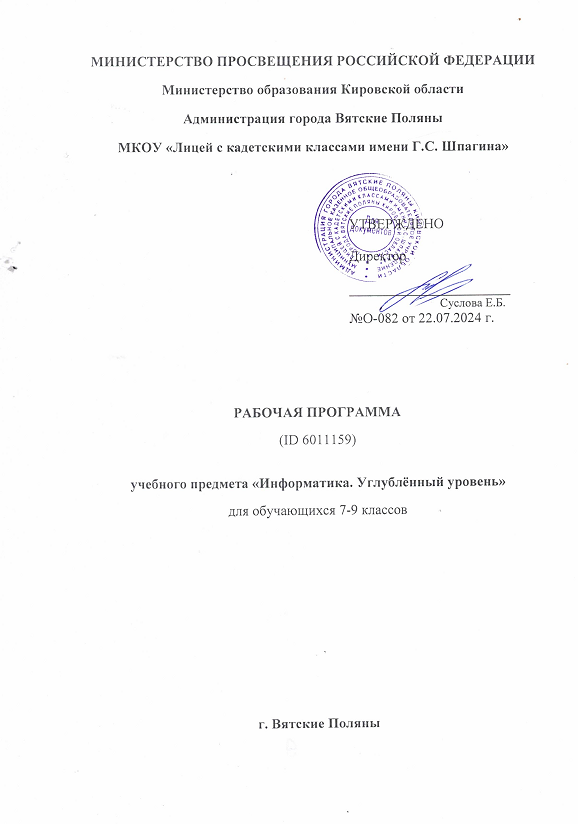 МИНИСТЕРСТВО ПРОСВЕЩЕНИЯ РОССИЙСКОЙ ФЕДЕРАЦИИ
Министерство образования Кировской области
Администрация города Вятские Поляны
МКОУ «Лицей с кадетскими классами имени Г.С. Шпагина»
УТВЕРЖДЕНО
Для
документов
Директор
Суслова Е.Б.
№О-082 от 22.07.2024 г.
РАБОЧАЯ ПРОГРАММА
(ID 6011159)
учебного предмета «Информатика. Углублённый уровень»
для обучающихся 7-9 классов
г. Вятские Поляны